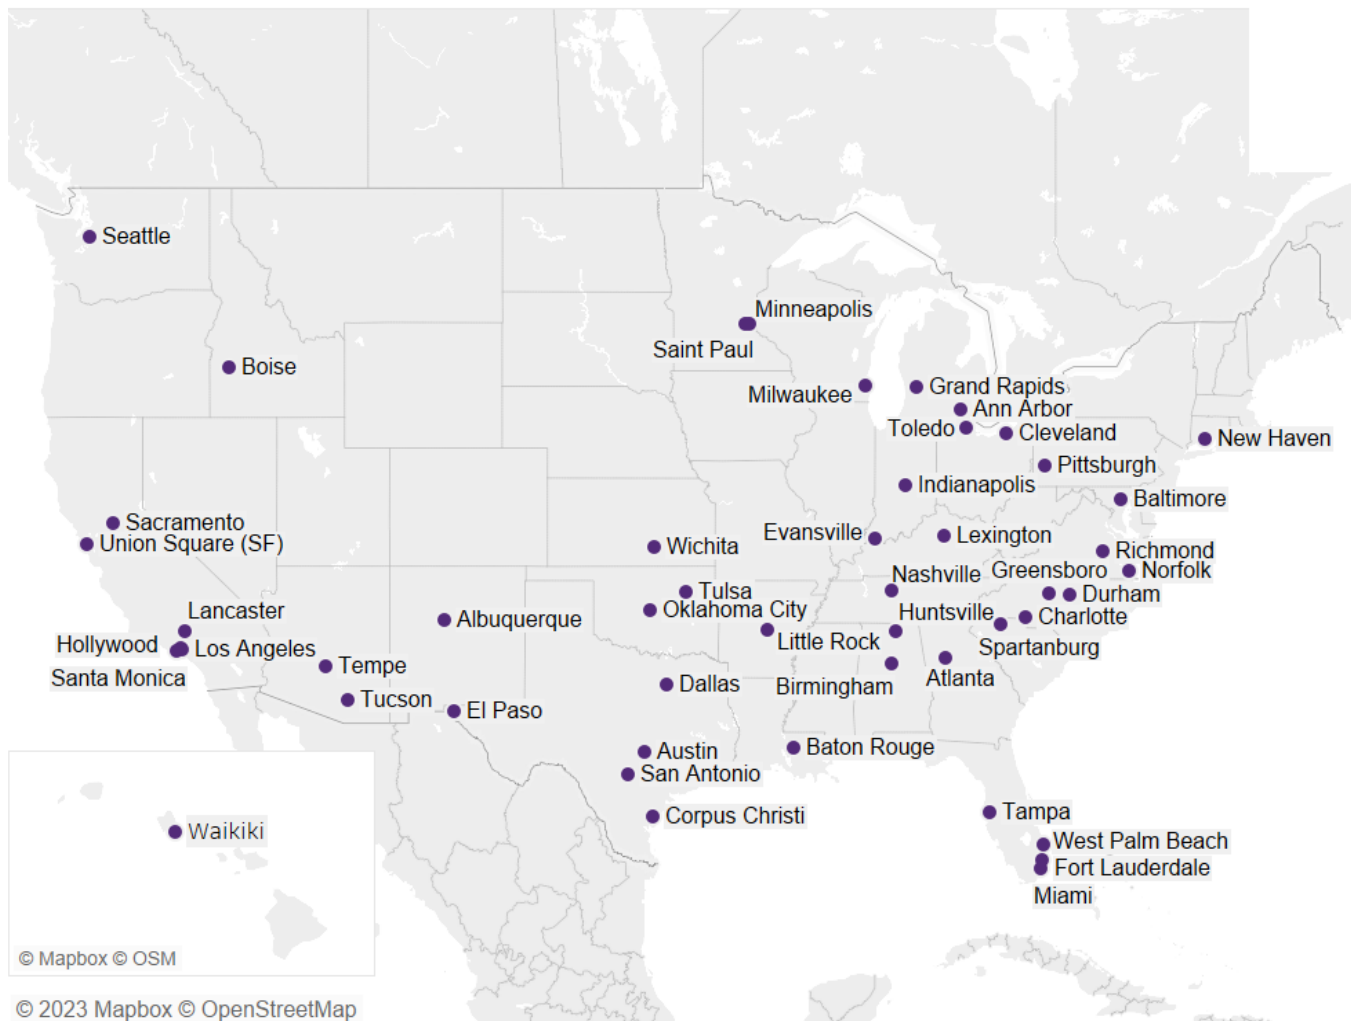 Seattle
Minneapolis
Saint Paul
Boise
Milwaukee
Grand Rapids
Ann Arbor
Toledo
Cleveland
New Haven
Pittsburgh
Indianapolis
Baltimore
Sacramento
Union Square (SF)
Evansville
Lexington
Wichita
Richmond
Greensboro
Norfolk
Nashville
Tulsa
Durham
Lancaster
Oklahoma City
Huntsville
Charlotte
Albuquerque
Little Rock
Hollywood
Los Angeles
Spartanburg
Tempe
Santa Monica
Atlanta
Dallas
Birmingham
Tucson
El Paso
Baton Rouge
Austin
San Antonio
Tampa
Corpus Christi
Waikiki
West Palm Beach
Fort Lauderdale
Miami
© Mapbox © OSM
© 2023 Mapbox © OpenStreetMap